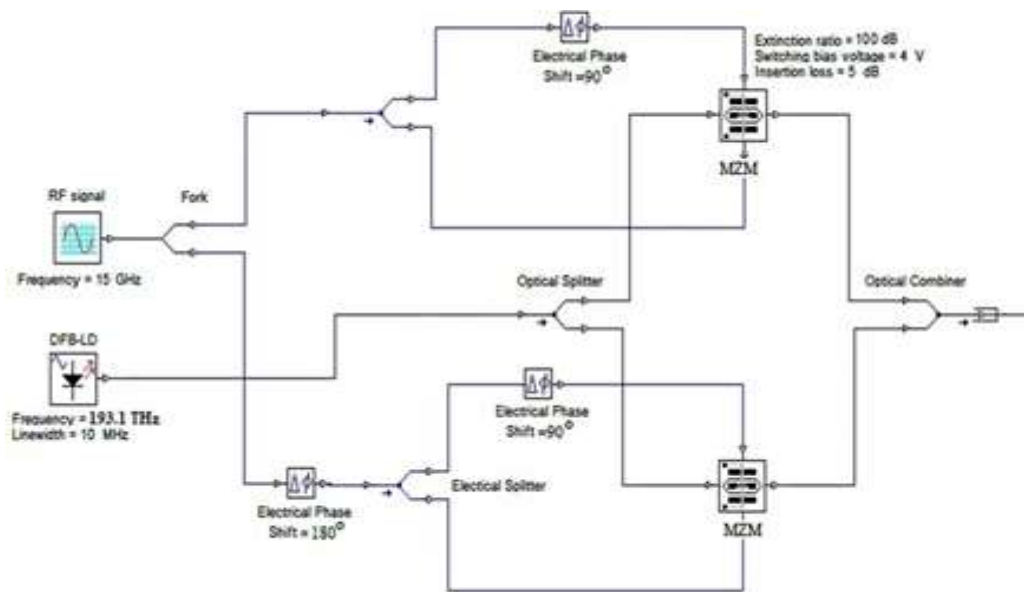 Electrical Phase
Shift =90°
Extinction ratio = 100 dB
Switching bias voltage = 4 V
Insertion loss = 5 dB
MZM
RF signal
Fork
Frequency = 15 GHz
Optical Splitter
Optical Combiner
DFB-LD
Frequency = 193.1 THz
Linewidth = 10 MHz
Electrical Phase
Shift =90°
Electical Splitter
Electrical Phase
Shift =180°
MZM